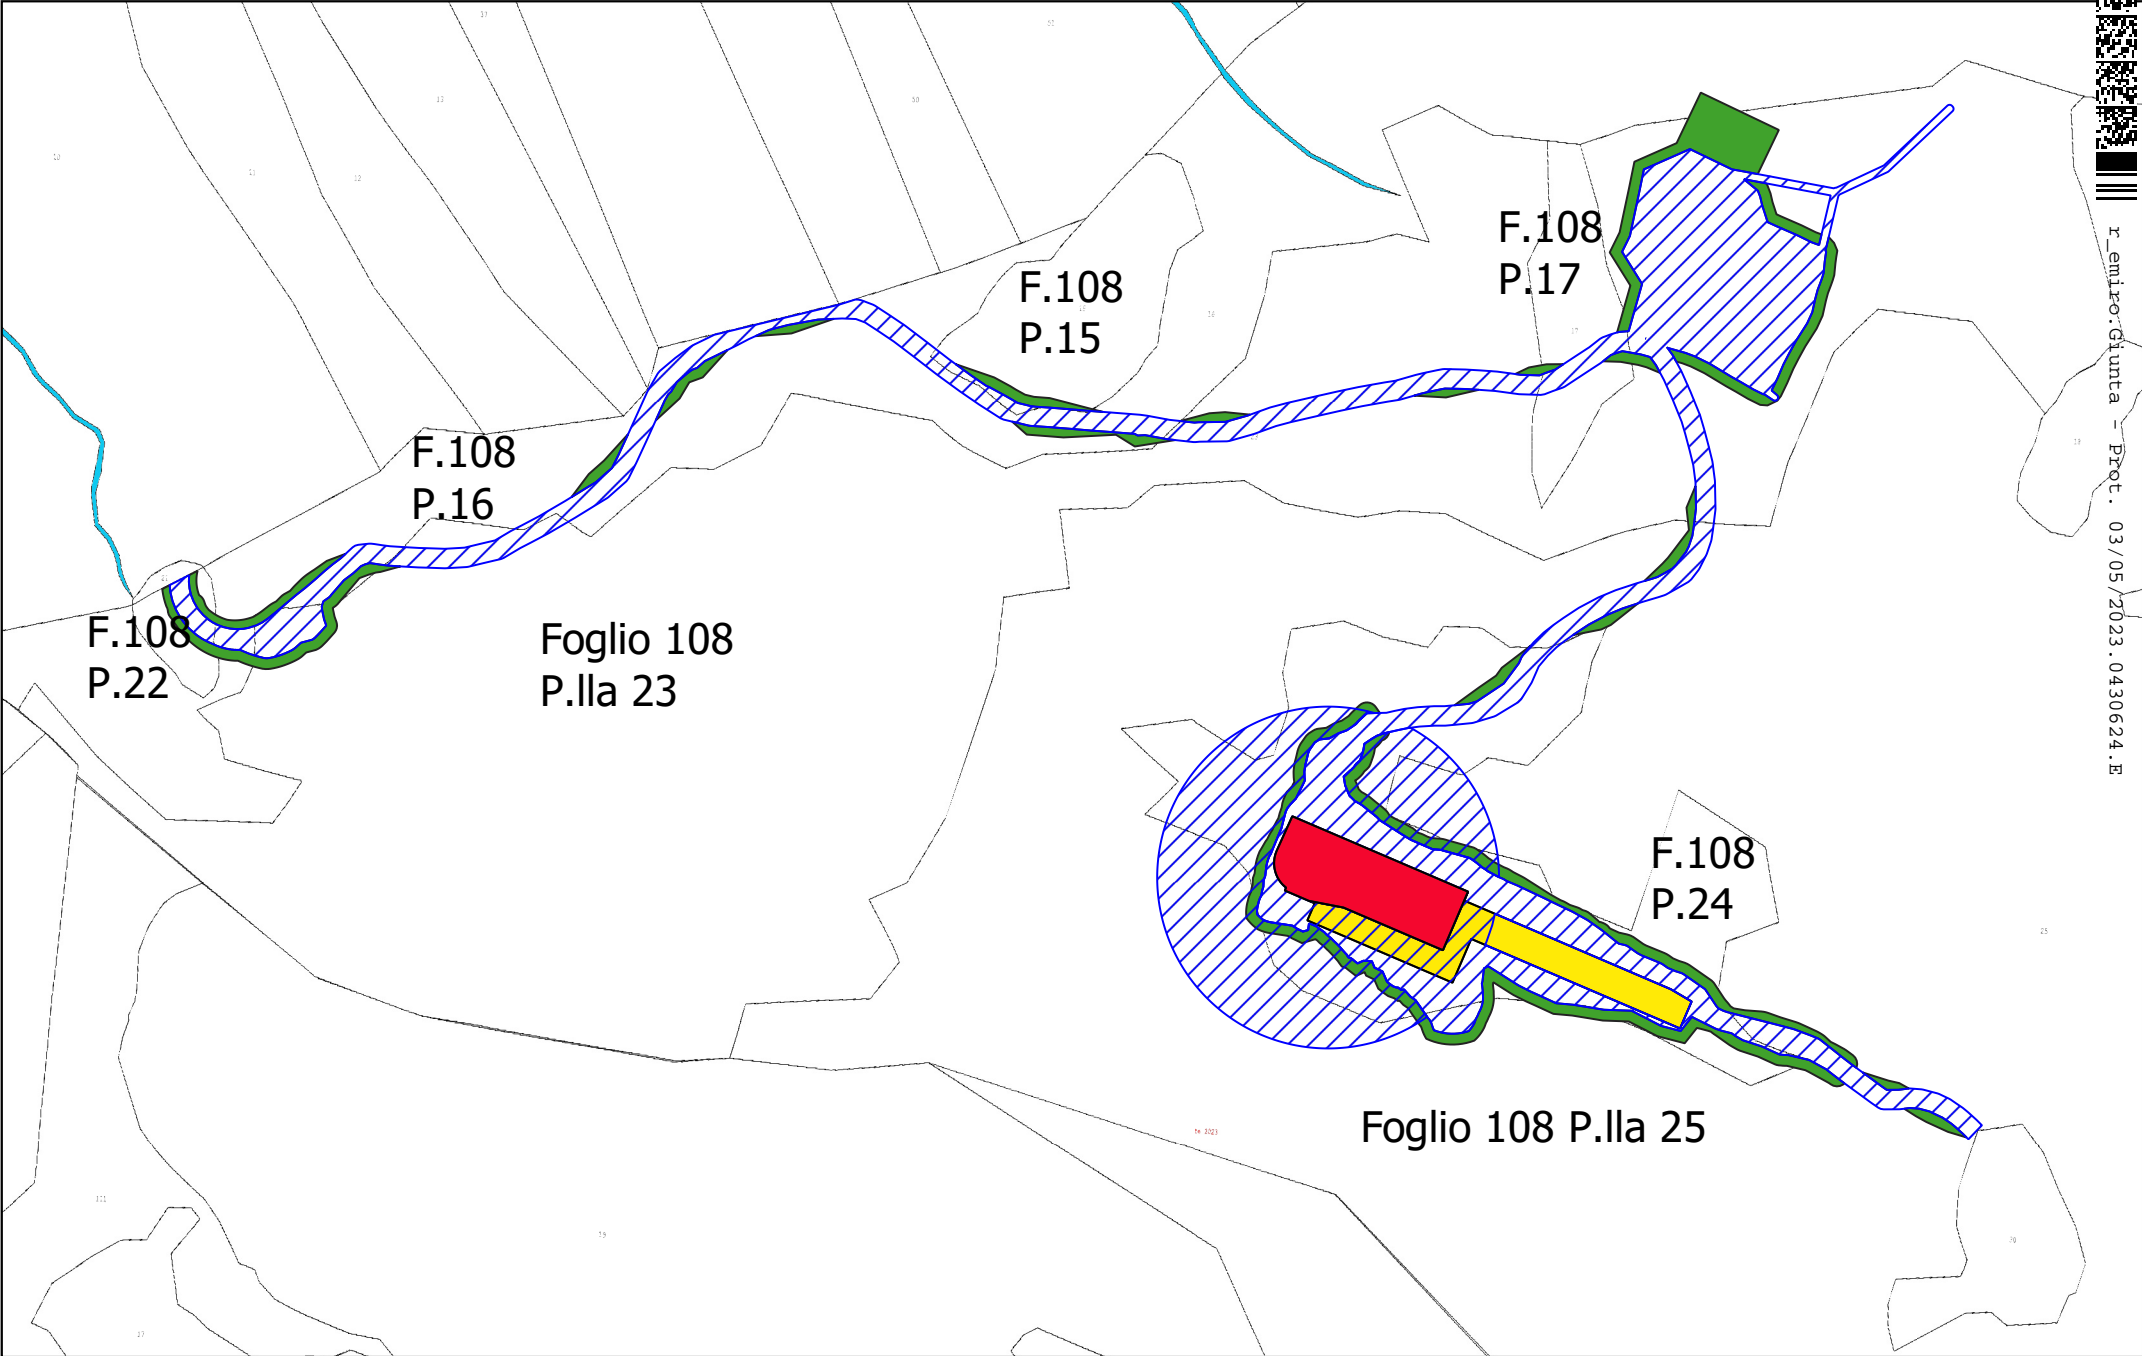 F.108
P.17
F.108
P.15
F.108
P.16
F.108
P.22
Foglio 108
P.lla 23
F.108
P.24
Foglio 108 P.lla 25
r_emiro.Giunta - Prot. 03/05/2023.0430624.E